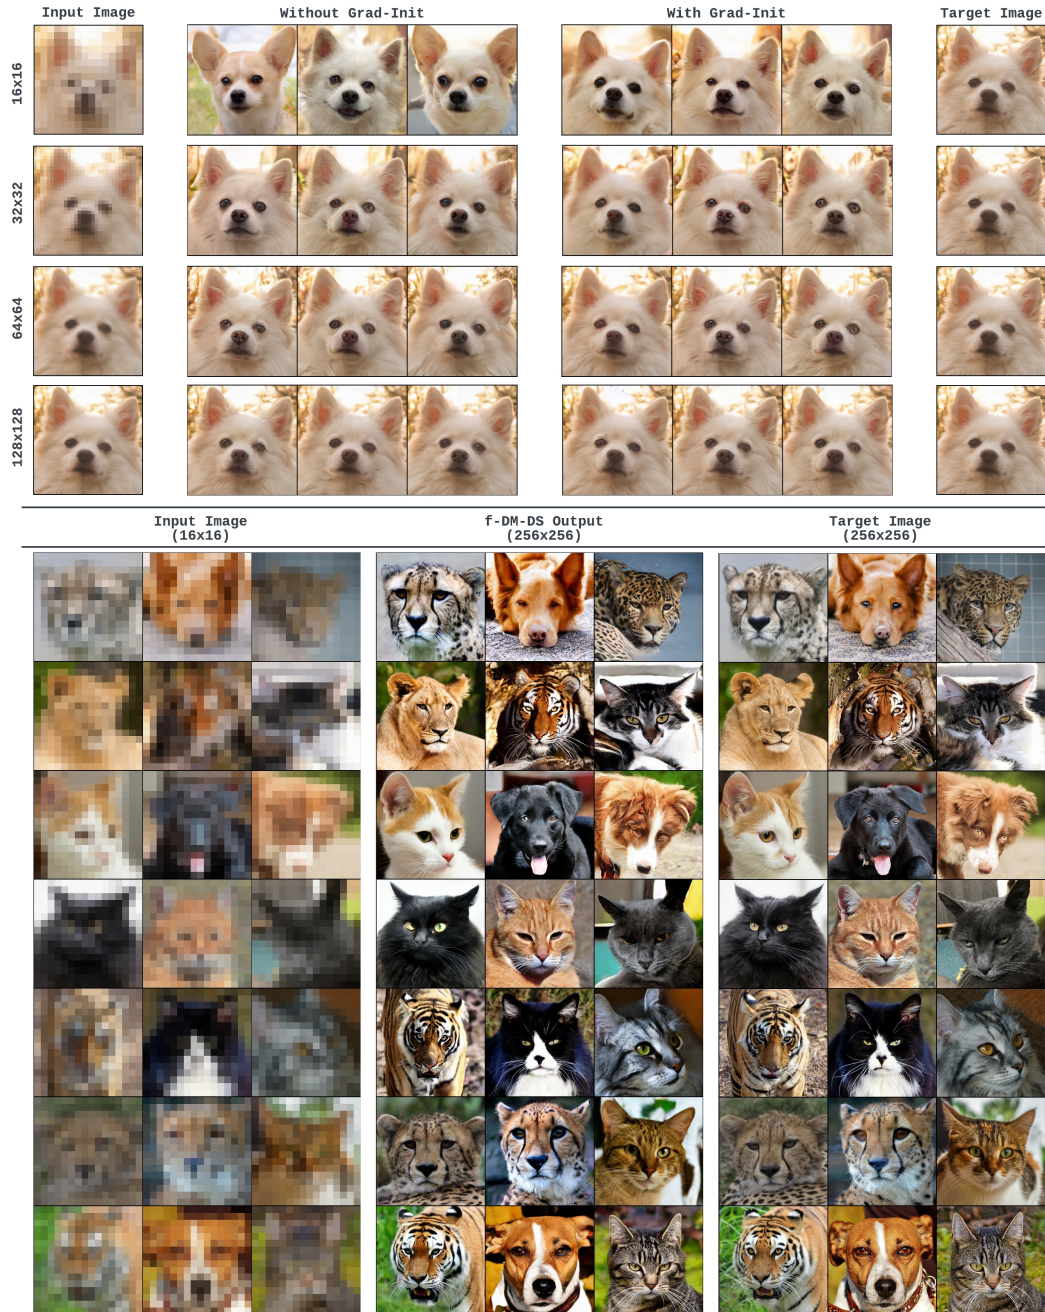 Input Image
Without Grad-Init
With Grad-Init
Target Image
16x16
32x32
64x64
128x128
Input Image
(16x16)
f-DM-DS Output
(256x256)
Target Image
(256x256)